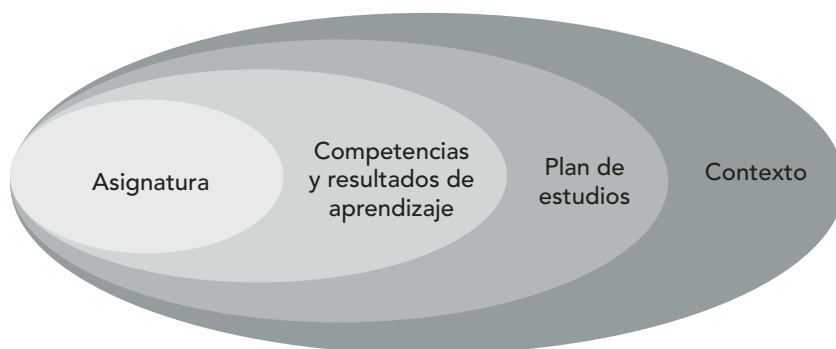 Asignatura
Competencias
y resultados de
aprendizaje
Plan de
estudios
Contexto